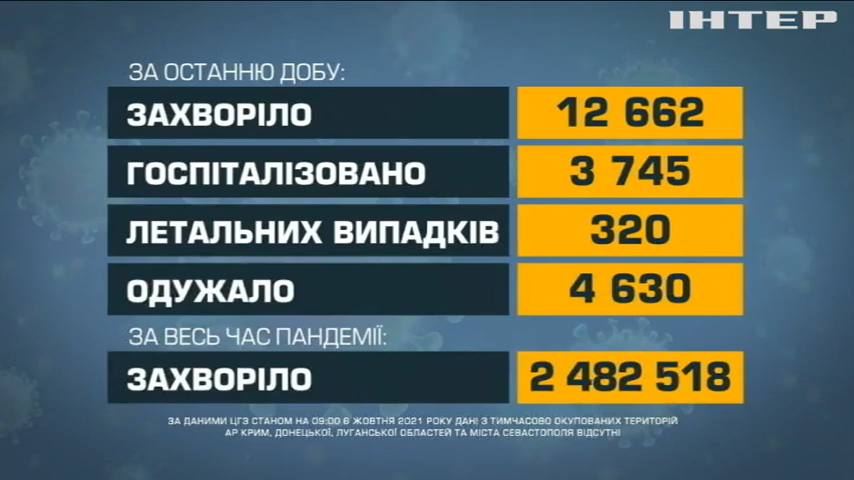 ІНТЕР
ЗА ОСТАННЮ ДОБУ:
ЗАХВОРІЛО 12 662
ГОСПІТАЛІЗОВАНО 3 745
ЛЕТАЛЬНИХ ВИПАДКІВ 320
ОДУЖАЛО 4 630
ЗА ВЕСЬ ЧАС ПАНДЕМІЇ:
ЗАХВОРІЛО 2 482 518
ЗА ДАНИМИ ЦГЗ СТАНОМ НА 09:00 6 ЖОВТНЯ 2021 РОКУ ДАНІ З ТИМЧАСОВО ОКУПОВАНИХ ТЕРИТОРІЙ
АР КРИМ, ДОНЕЦЬКОЇ, ЛУГАНСЬКОЇ ОБЛАСТЕЙ ТА МІСТА СЕВАСТОПОЛЯ ВІДСУТНІ